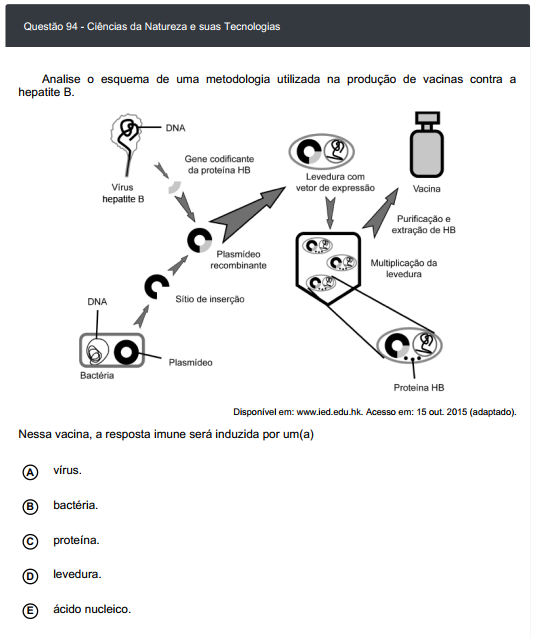 Questão 94 - Ciências da Natureza e suas Tecnologias
Analise o esquema de uma metodologia utilizada na produção de vacinas contra a
hepatite B.
DNA
Gene codificante
da proteína HB
Vírus
hepatite B
Levedura com
vetor de expressão
Vacina
Purificação e
extração de HB
Plasmídeo
recombinante
Multiplicação da
levedura
Sítio de inserção
DNA
Plasmídeo
Bactéria
Proteína HB
Disponível em: www.ied.edu.hk. Acesso em: 15 out. 2015 (adaptado).
Nessa vacina, a resposta imune será induzida por um(a)
A vírus.
B bactéria.
C proteína.
D levedura.
E ácido nucleico.